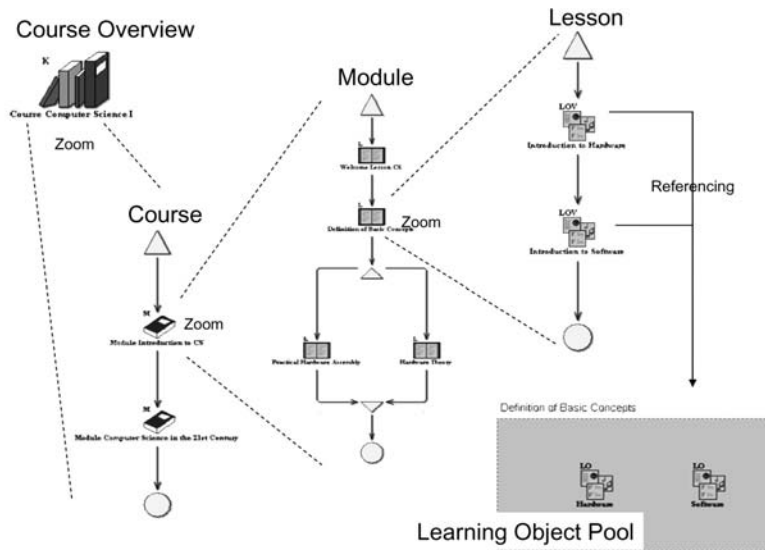 Course Overview
K
Course Computer Science I
Zoom
Course
M
Module Introduction to CS
Zoom
M
Module Computer Science in the 21st Century
Module
L
Welcome Lesson CS
L
Definition of Basic Concepts
Zoom
L
Practical Hardware Assembly
L
Hardware Theory
Lesson
LOV
Introduction to Hardware
Referencing
LOV
Introduction to Software
Definition of Basic Concepts
LO
Hardware
LO
Software
Learning Object Pool